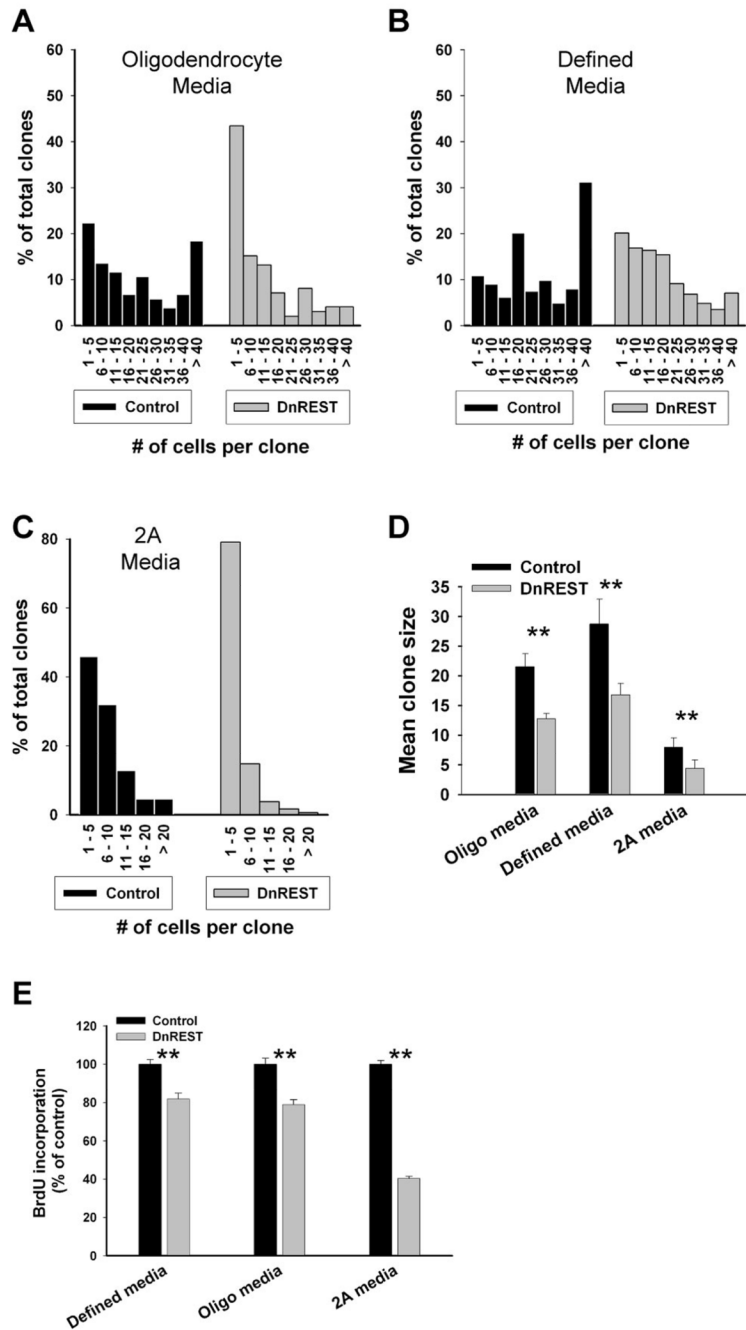 A
Oligodendrocyte
Media
% of total clones
60
50
40
30
20
10
0
1 - 5
6 - 10
11 - 15
16 - 20
21 - 25
26 - 30
31 - 35
36 - 40
> 40
1 - 5
6 - 10
11 - 15
16 - 20
21 - 25
26 - 30
31 - 35
36 - 40
> 40
Control
DnREST
# of cells per clone
B
Defined
Media
% of total clones
60
50
40
30
20
10
0
1 - 5
6 - 10
11 - 15
16 - 20
21 - 25
26 - 30
31 - 35
36 - 40
> 40
1 - 5
6 - 10
11 - 15
16 - 20
21 - 25
26 - 30
31 - 35
36 - 40
> 40
Control
DnREST
# of cells per clone
C
2A
Media
% of total clones
80
60
40
20
0
1 - 5
6 - 10
11 - 15
16 - 20
> 20
1 - 5
6 - 10
11 - 15
16 - 20
> 20
Control
DnREST
# of cells per clone
D
Control
DnREST
Mean clone size
35
30
25
20
15
10
5
0
**
**
**
Oligo media
Defined media
2A media
E
Control
DnREST
BrdU incorporation
(% of control)
120
100
80
60
40
20
0
**
**
**
Defined media
Oligo media
2A media